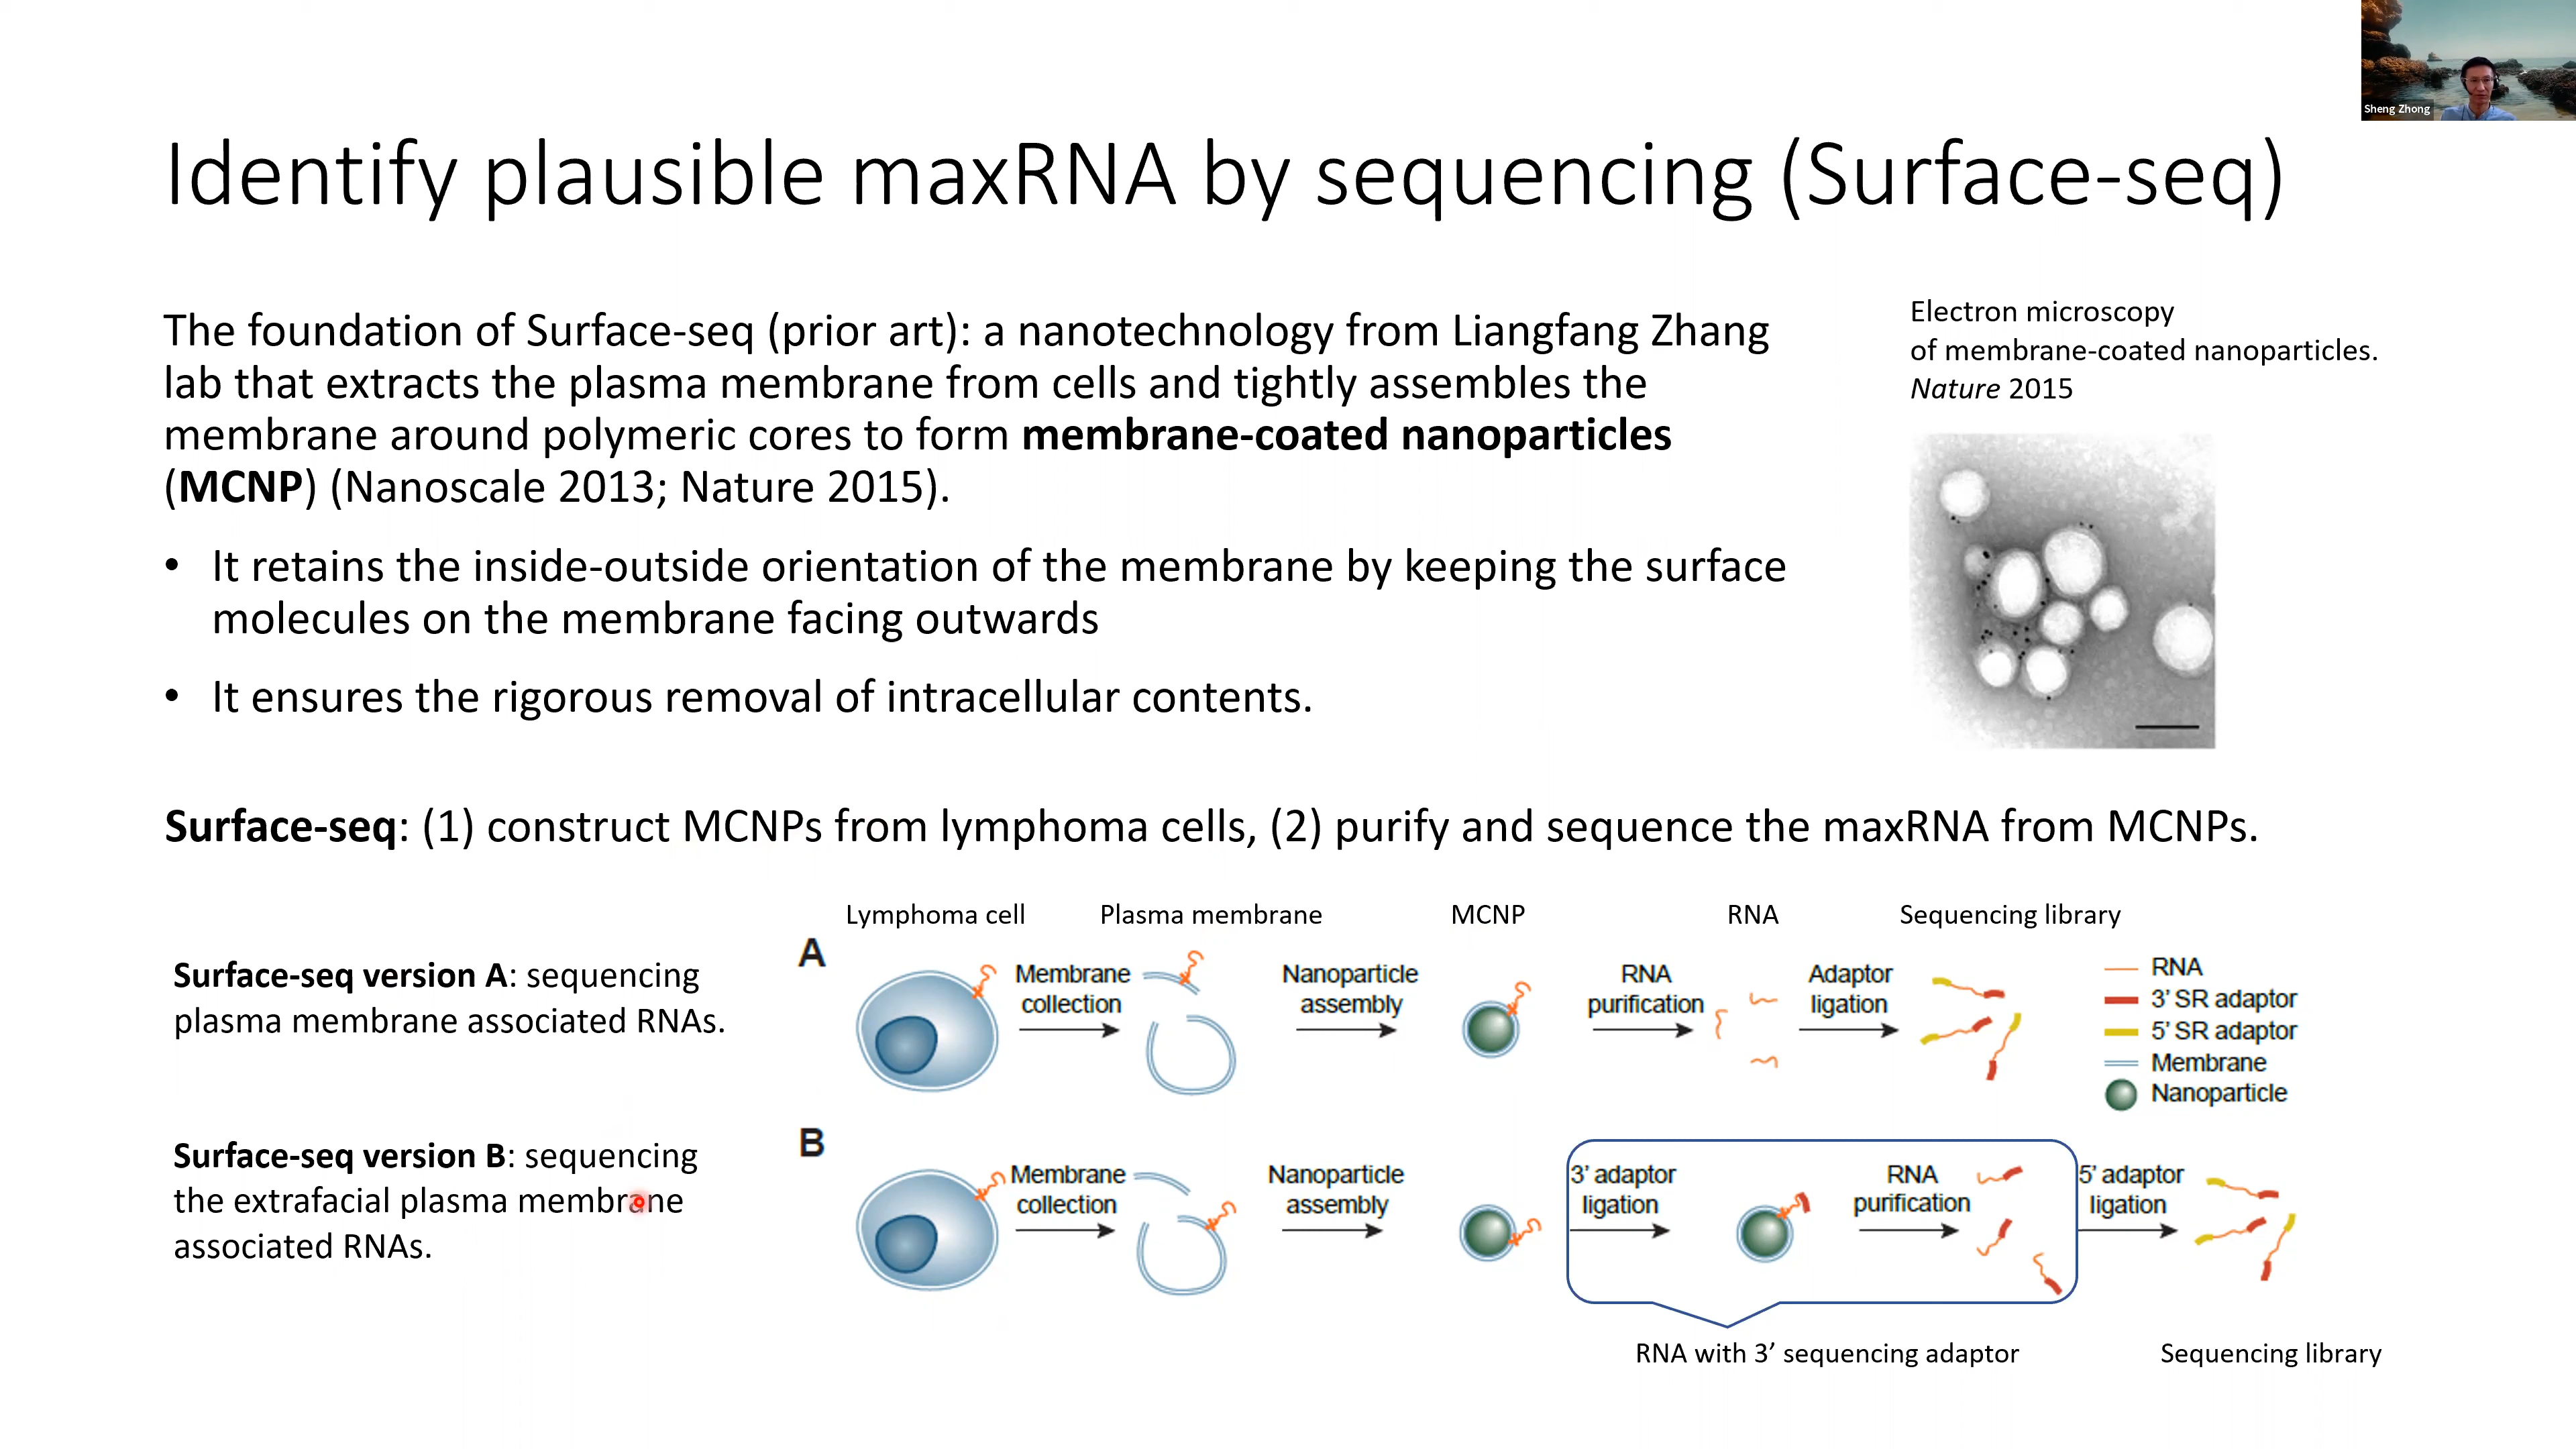 Sheng Zhong
Identify plausible maxRNA by sequencing (Surface-seq)
The foundation of Surface-seq (prior art): a nanotechnology from Liangfang Zhang
lab that extracts the plasma membrane from cells and tightly assembles the
membrane around polymeric cores to form membrane-coated nanoparticles
(MCNP) (Nanoscale 2013; Nature 2015).
• It retains the inside-outside orientation of the membrane by keeping the surface
molecules on the membrane facing outwards
• It ensures the rigorous removal of intracellular contents.
Electron microscopy
of membrane-coated nanoparticles.
Nature 2015
Surface-seq: (1) construct MCNPs from lymphoma cells, (2) purify and sequence the maxRNA from MCNPs.
Surface-seq version A: sequencing
plasma membrane associated RNAs.
Lymphoma cell
Plasma membrane
MCNP
RNA
Sequencing library
A
Membrane
collection
Nanoparticle
assembly
RNA
purification
Adaptor
ligation
RNA
3’ SR adaptor
5’ SR adaptor
Membrane
Nanoparticle
Surface-seq version B: sequencing
the extrafacial plasma membrane
associated RNAs.
B
Membrane
collection
Nanoparticle
assembly
3’ adaptor
ligation
RNA
purification
5’ adaptor
ligation
RNA with 3’ sequencing adaptor
Sequencing library